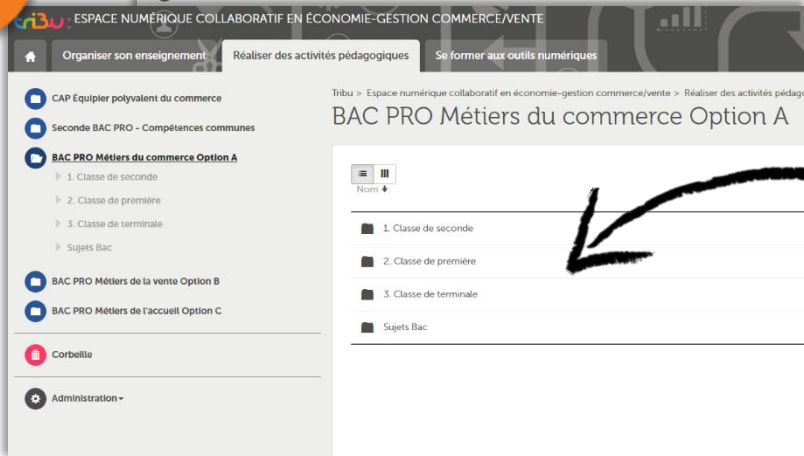 triBu : ESPACE NUMÉRIQUE COLLABORATIF EN ÉCONOMIE-GESTION COMMERCE/VENTE
Organiser son enseignement Réaliser des activités pédagogiques Se former aux outils numériques
CAP Équipier polyvalent du commerce
Seconde BAC PRO - Compétences communes
BAC PRO Métiers du commerce Option A
1. Classe de seconde
2. Classe de première
3. Classe de terminale
Sujets Bac
BAC PRO Métiers de la vente Option B
BAC PRO Métiers de l'accueil Option C
Corbeille
Administration
Tribu > Espace numérique collaboratif en économie-gestion commerce/vente > Réaliser des activités pédago
BAC PRO Métiers du commerce Option A
Nom
1. Classe de seconde
2. Classe de première
3. Classe de terminale
Sujets Bac